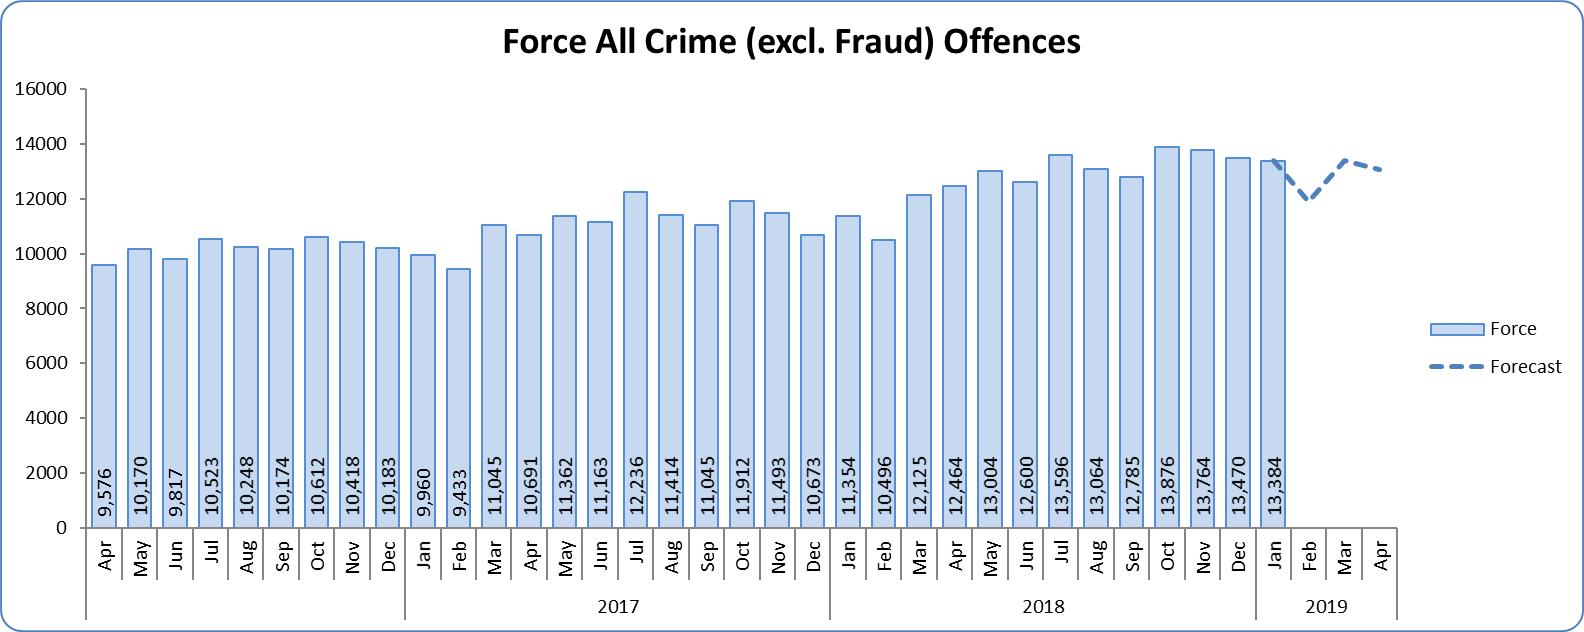 Force All Crime (excl. Fraud) Offences
16000
14000
12000
10000
8000
6000
4000
2000
0
9,576 10,170 9,817 10,523 10,248 10,174 10,612 10,418 10,183 9,960 9,433 11,045 10,691 11,362 11,163 12,236 11,414 11,045 11,912 11,493 10,673 11,354 10,496 12,125 12,464 13,004 12,600 13,596 13,064 12,785 13,876 13,764 13,470 13,384
Apr May Jun Jul Aug Sep Oct Nov Dec Jan Feb Mar Apr May Jun Jul Aug Sep Oct Nov Dec Jan Feb Mar Apr May Jun Jul Aug Sep Oct Nov Dec Jan Feb Mar Apr
2017 2018 2019
Force
Forecast